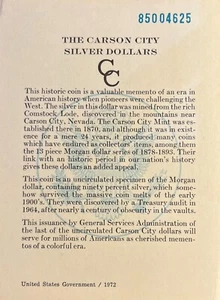 85004625
THE CARSON CITY
SILVER DOLLARS
CC
This historic coin is a valuable memento of an era in
American history when pioneers were challenging the
West. The silver in this dollar was mined from the rich
Comstock Lode, discovered in the mountains near
Carson City, Nevada. The Carson City Mint was es-
tablished there in 1870, and although it was in exist-
ence for a mere 24 years, it produced many coins
which have endured as collectors' items, among them
the 13 piece Morgan dollar series of 1878-1893. Their
link with an historic period in our nation's history
gives these dollars an added appeal.
This coin is an uncirculated specimen of the Morgan
dollar, containing ninety percent silver, which some-
how survived the massive coin melts of the early
1900's. They were discovered by a Treasury audit in
1964, after nearly a century of obscurity in the vaults.
This issuance by General Services Administration of
the last of the uncirculated Carson City dollars will
serve for millions of Americans as cherished memen-
tos of a colorful era.
United States Government / 1972